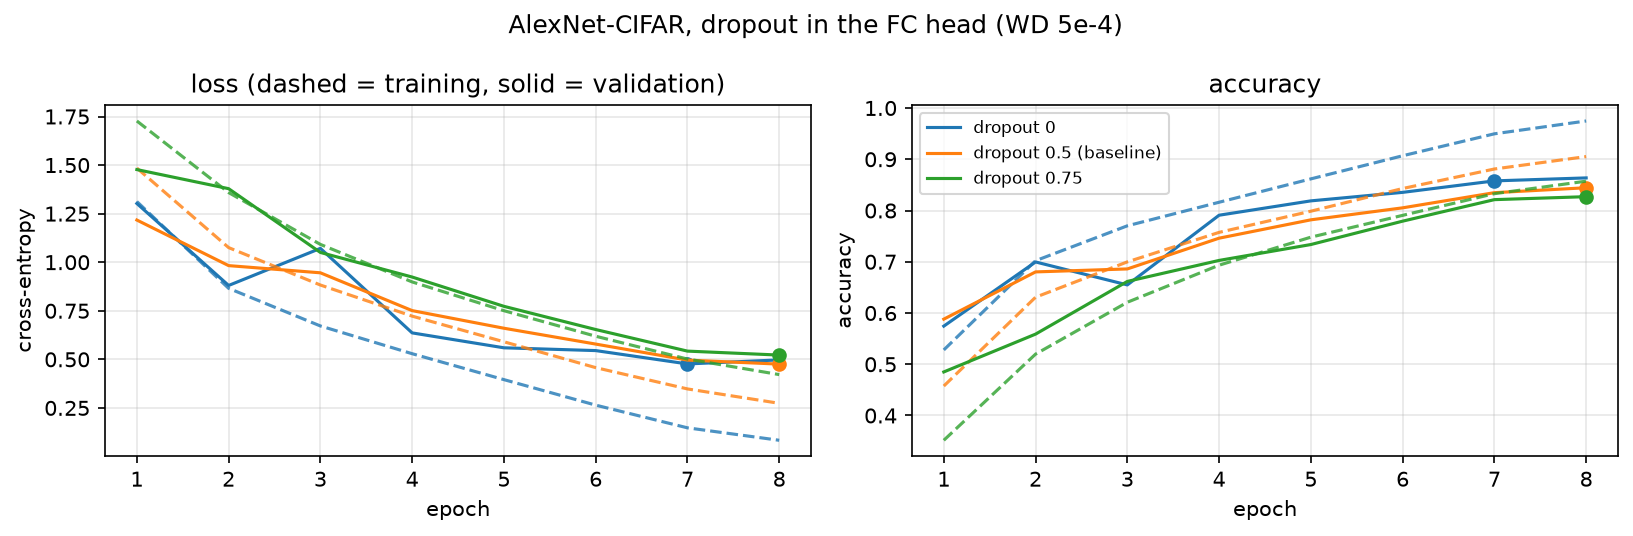 AlexNet-CIFAR, dropout in the FC head (WD 5e-4)
loss (dashed = training, solid = validation)
1.75
1.50
1.25
1.00
0.75
0.50
0.25
cross-entropy
1 2 3 4 5 6 7 8
epoch
accuracy
1.0
0.9
0.8
0.7
0.6
0.5
0.4
accuracy
dropout 0
dropout 0.5 (baseline)
dropout 0.75
1 2 3 4 5 6 7 8
epoch